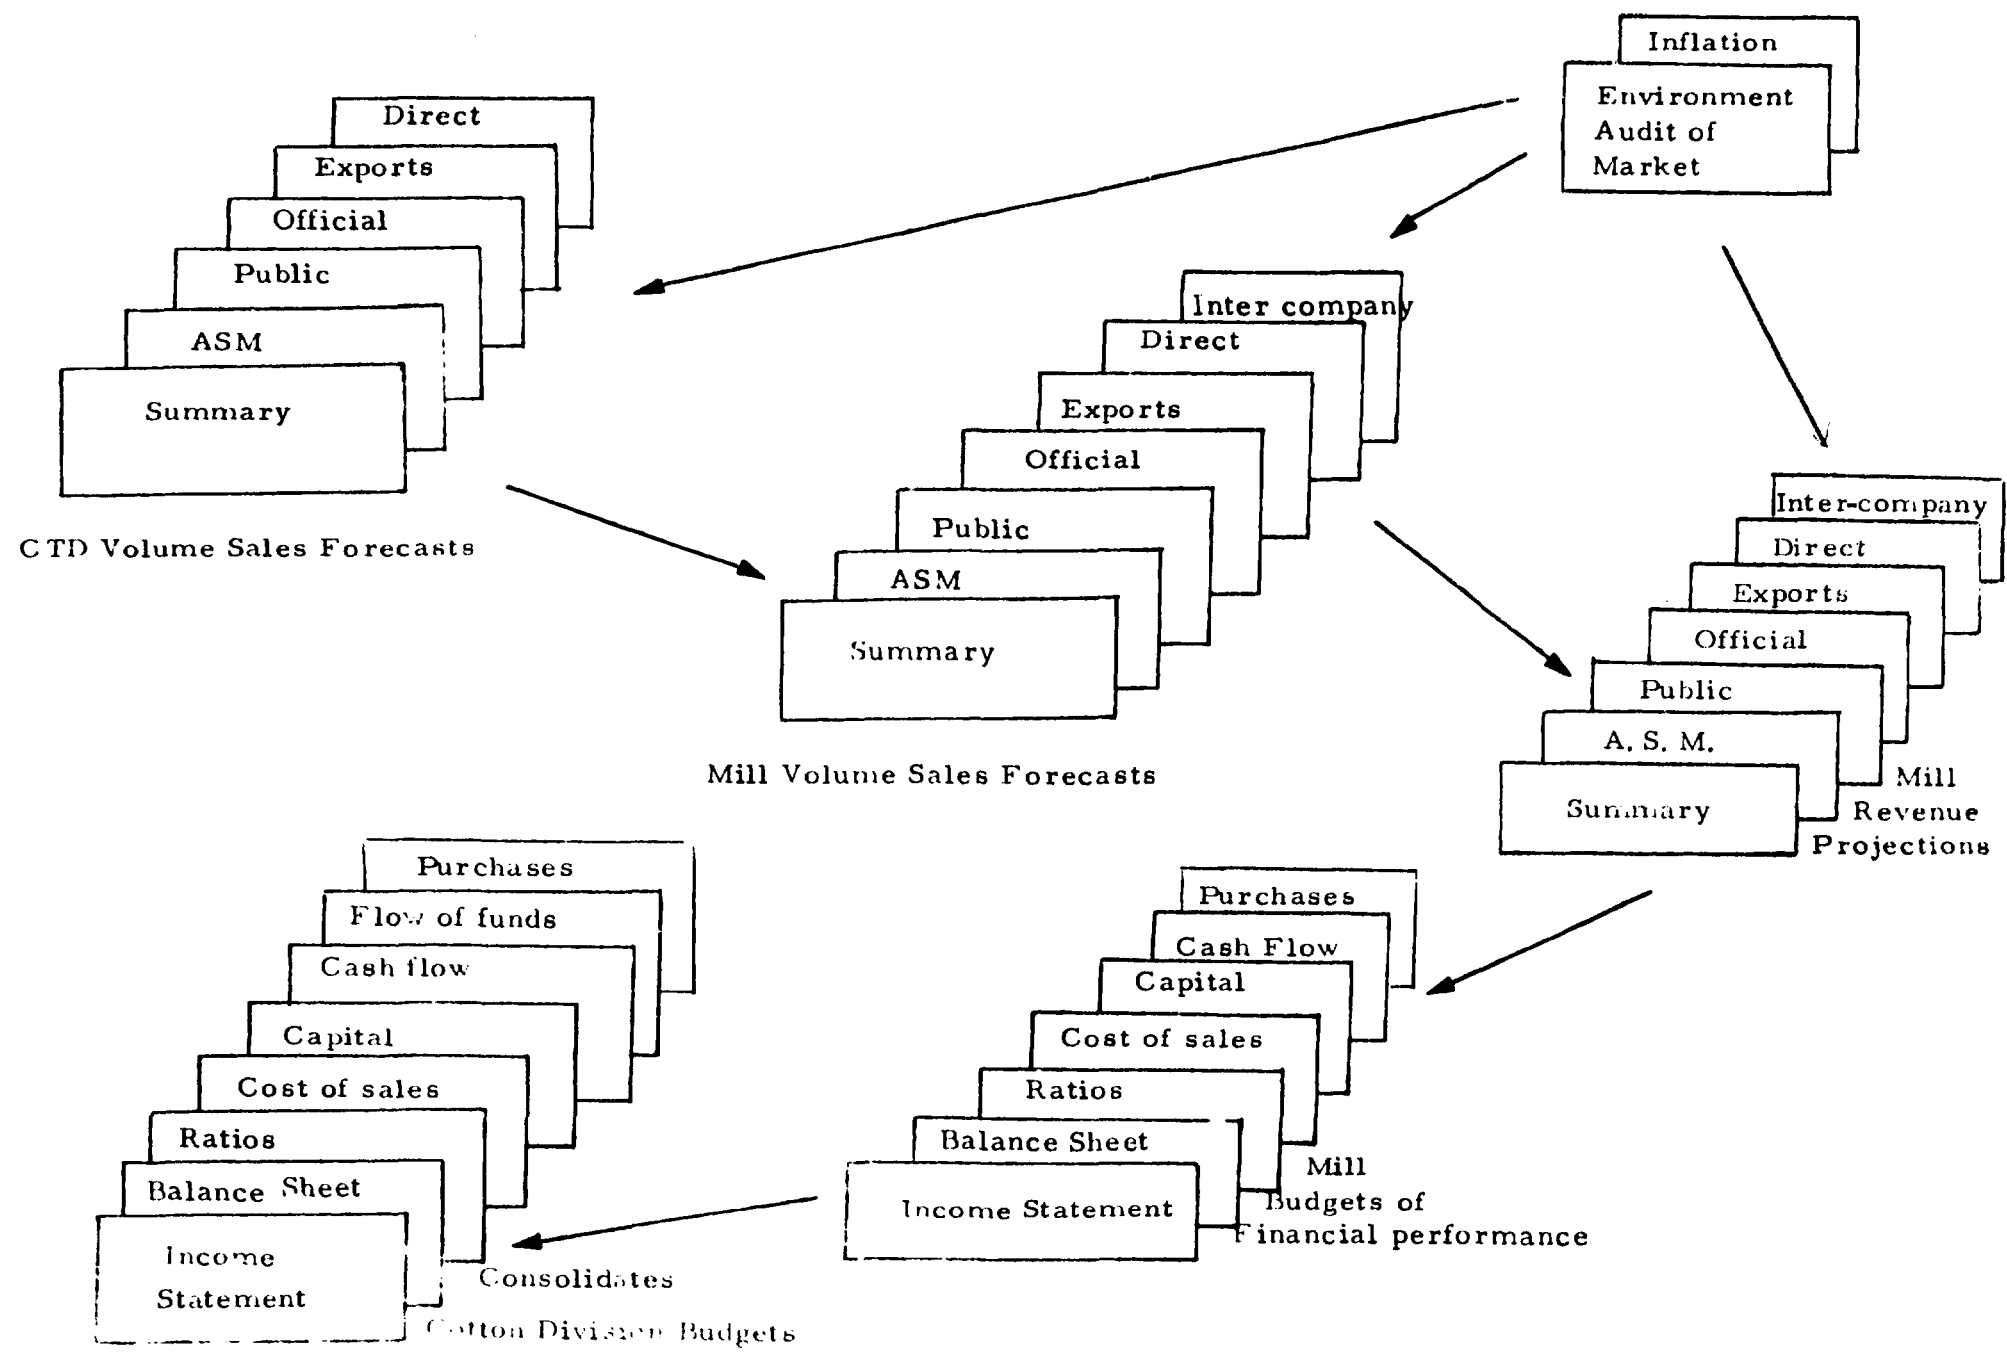 Inflation
Environment
Audit of
Market
Direct
Exports
Official
Public
ASM
Summary
CTD Volume Sales Forecasts
Inter company
Direct
Exports
Official
Public
ASM
Summary
Mill Volume Sales Forecasts
Inter-company
Direct
Exports
Official
Public
A. S. M.
Summary
Mill
Revenue
Projections
Purchases
Cash Flow
Capital
Cost of sales
Ratios
Balance Sheet
Income Statement
Mill
Budgets of
Financial performance
Purchases
Flow of funds
Cash flow
Capital
Cost of sales
Ratios
Balance Sheet
Income
Statement
Consolidates
Cotton Division Budgets